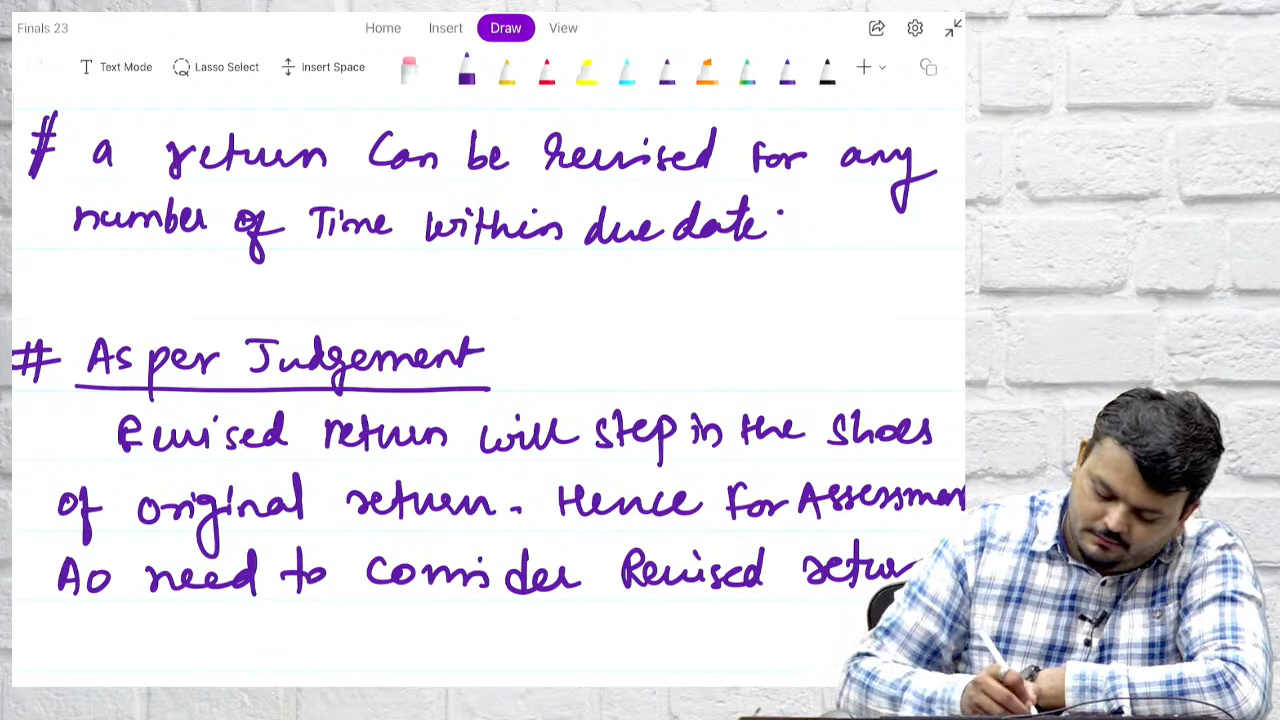 Finals 23
Home Insert Draw View
Text Mode Lasso Select Insert Space
# a return Can be Revised for any
number of Time within due date.
# As per Judgement
Revised return will step in the shoes
of original return. Hence For Assessmen
Ao need to Consider Revised retur